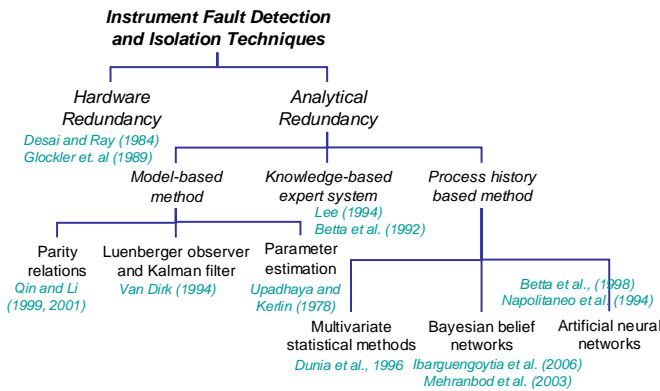 Instrument Fault Detection
and Isolation Techniques
Hardware
Redundancy
Desai and Ray (1984)
Glockler et. al (1989)
Analytical
Redundancy
Model-based
method
Knowledge-based
expert system
Lee (1994)
Betta et al. (1992)
Process history
based method
Parity
relations
Qin and Li
(1999, 2001)
Luenberger observer
and Kalman filter
Van Dirk (1994)
Parameter
estimation
Upadhaya and
Kerlin (1978)
Multivariate
statistical methods
Dunia et al., 1996
Bayesian belief
networks
Ibarguengoytia et al. (2006)
Mehranbod et al. (2003)
Betta et al., (1998)
Napolitaneo et al. (1994)
Artificial neural
networks